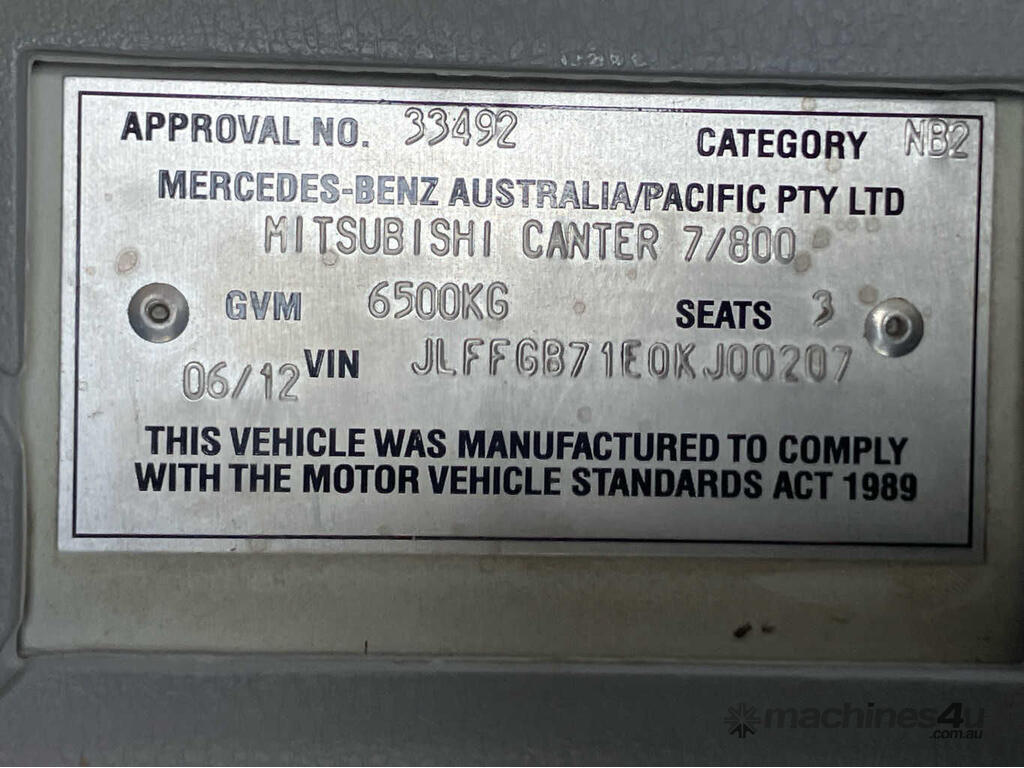 APPROVAL NO. 33492 CATEGORY NB2
MERCEDES-BENZ AUSTRALIA/PACIFIC PTY LTD
MITSUBISHI CANTER 7/800
GVM 6500KG SEATS 3
06/12 VIN JLFFGB71E0KJ00207
THIS VEHICLE WAS MANUFACTURED TO COMPLY
WITH THE MOTOR VEHICLE STANDARDS ACT 1989
machines4u
.com.au